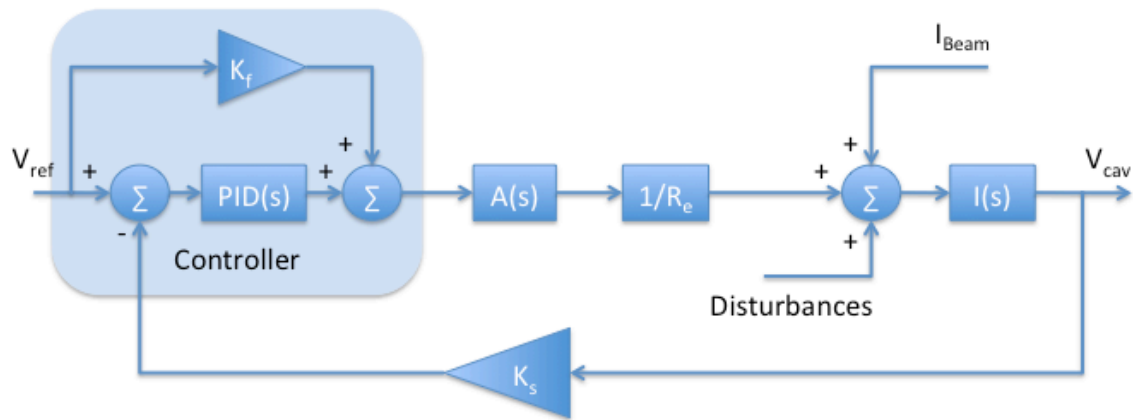 I_Beam
K_f
+
+
V_ref
+
+
+
V_cav
Σ
PID(s)
Σ
A(s)
1/R_e
Σ
I(s)
-
+
Controller
Disturbances
K_s